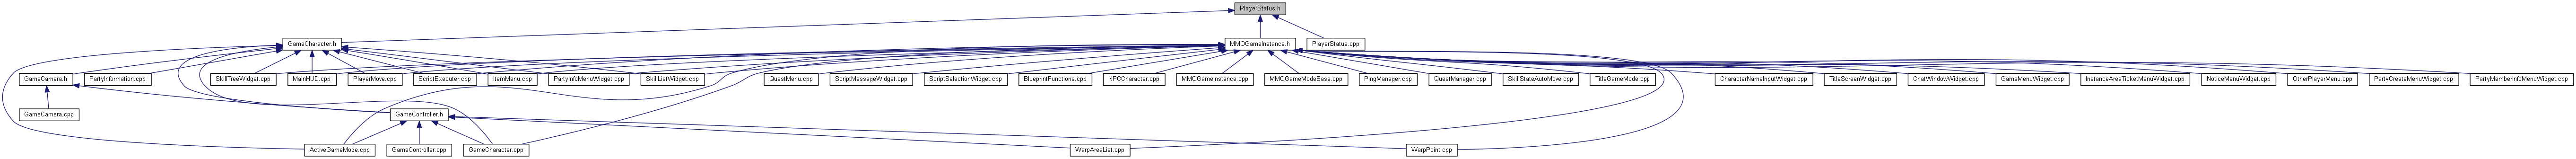 PlayerStatus.h
GameCharacter.h
MMOGameInstance.h
PlayerStatus.cpp
GameCamera.h
PartyInformation.cpp
SkillTreeWidget.cpp
MainHUD.cpp
PlayerMove.cpp
ScriptExecuter.cpp
ItemMenu.cpp
PartyInfoMenuWidget.cpp
SkillListWidget.cpp
QuestMenu.cpp
ScriptMessageWidget.cpp
ScriptSelectionWidget.cpp
BlueprintFunctions.cpp
NPCCharacter.cpp
MMOGameInstance.cpp
MMOGameModeBase.cpp
PingManager.cpp
QuestManager.cpp
SkillStateAutoMove.cpp
TitleGameMode.cpp
CharacterNameInputWidget.cpp
TitleScreenWidget.cpp
ChatWindowWidget.cpp
GameMenuWidget.cpp
InstanceAreaTicketMenuWidget.cpp
NoticeMenuWidget.cpp
OtherPlayerMenu.cpp
PartyCreateMenuWidget.cpp
PartyMemberInfoMenuWidget.cpp
GameCamera.cpp
GameController.h
ActiveGameMode.cpp
GameController.cpp
GameCharacter.cpp
WarpAreaList.cpp
WarpPoint.cpp